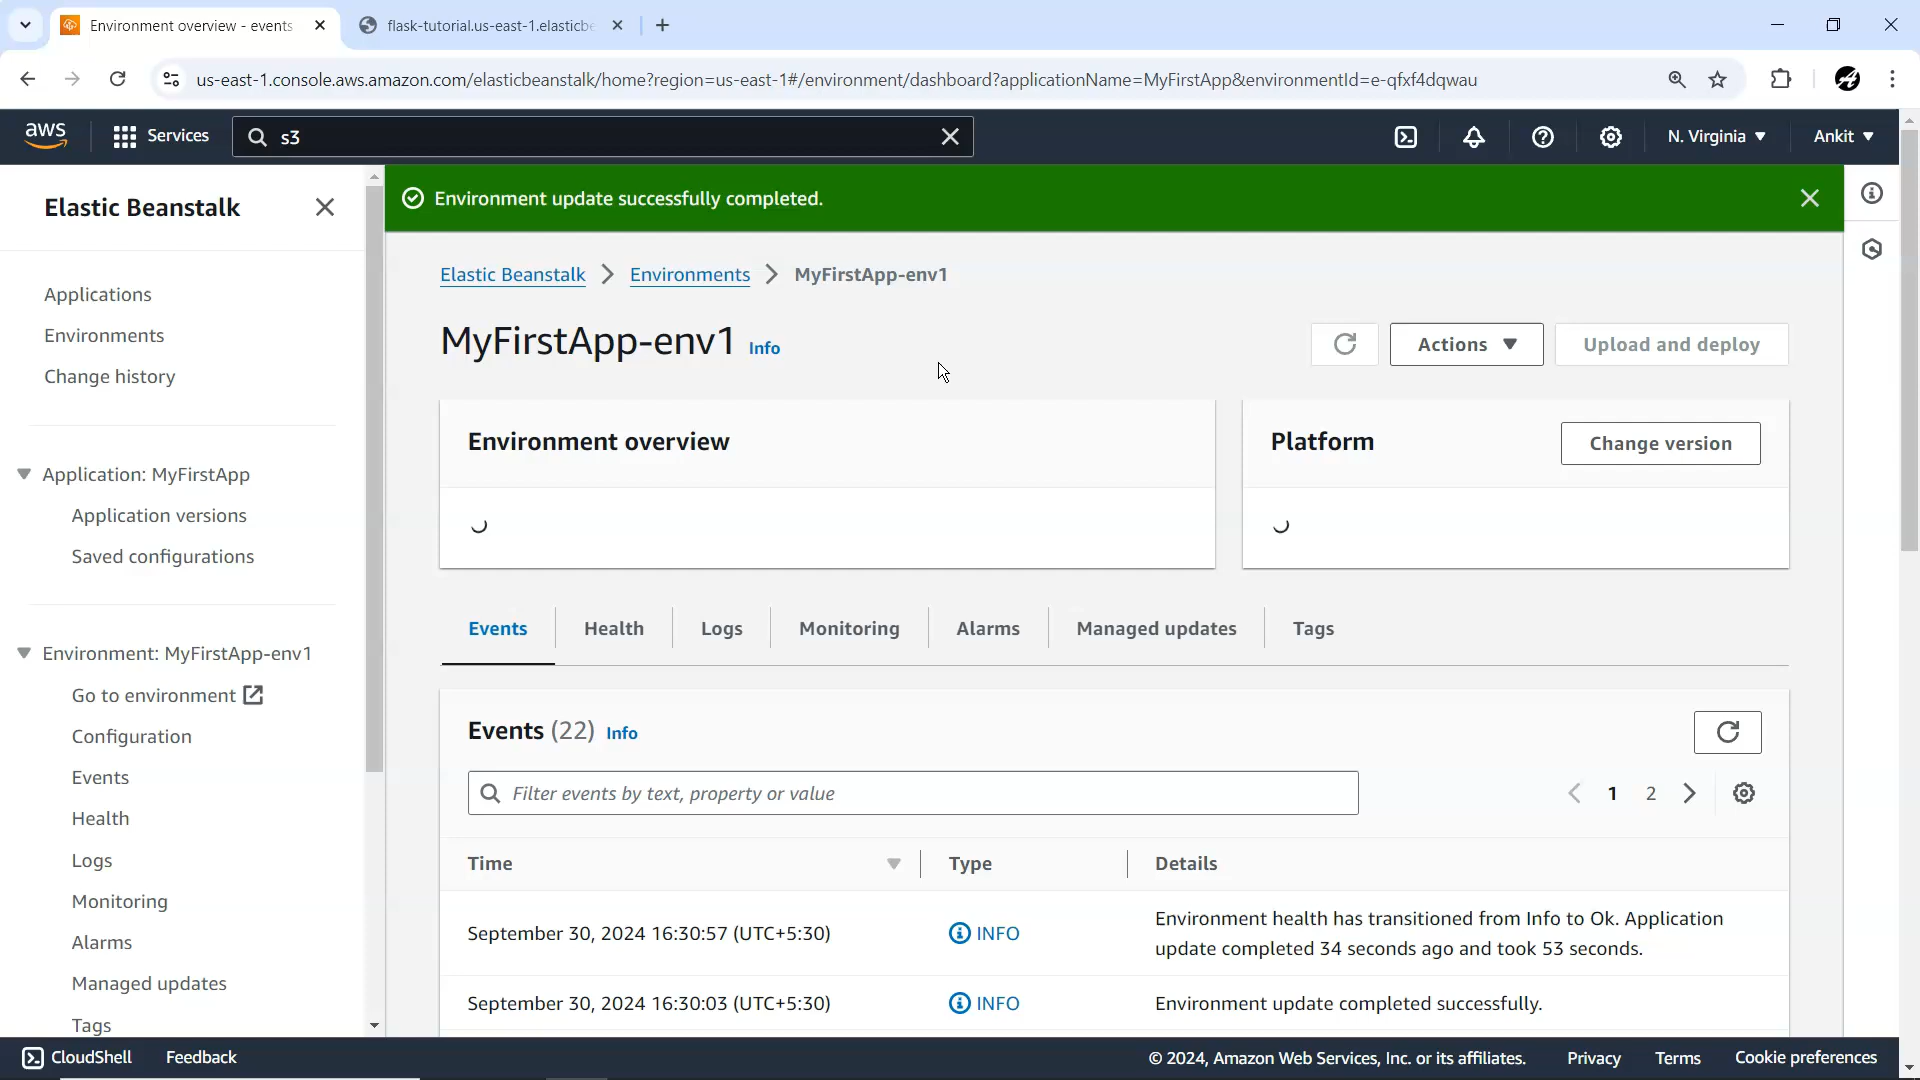 Environment overview - events
flask-tutorial.us-east-1.elasticbe
us-east-1.console.aws.amazon.com/elasticbeanstalk/home?region=us-east-1#/environment/dashboard?applicationName=MyFirstApp&environmentId=e-qfxf4dqwau
aws
Services
s3
N. Virginia
Ankit
Elastic Beanstalk
Applications
Environments
Change history
Application: MyFirstApp
Application versions
Saved configurations
Environment: MyFirstApp-env1
Go to environment
Configuration
Events
Health
Logs
Monitoring
Alarms
Managed updates
Tags
Environment update successfully completed.
Elastic Beanstalk > Environments > MyFirstApp-env1
MyFirstApp-env1 Info
Actions
Upload and deploy
Environment overview
Platform
Change version
Events
Health
Logs
Monitoring
Alarms
Managed updates
Tags
Events (22) Info
Filter events by text, property or value
1 2
Time
Type
Details
September 30, 2024 16:30:57 (UTC+5:30)
INFO
Environment health has transitioned from Info to Ok. Application
update completed 34 seconds ago and took 53 seconds.
September 30, 2024 16:30:03 (UTC+5:30)
INFO
Environment update completed successfully.
CloudShell
Feedback
© 2024, Amazon Web Services, Inc. or its affiliates.
Privacy
Terms
Cookie preferences